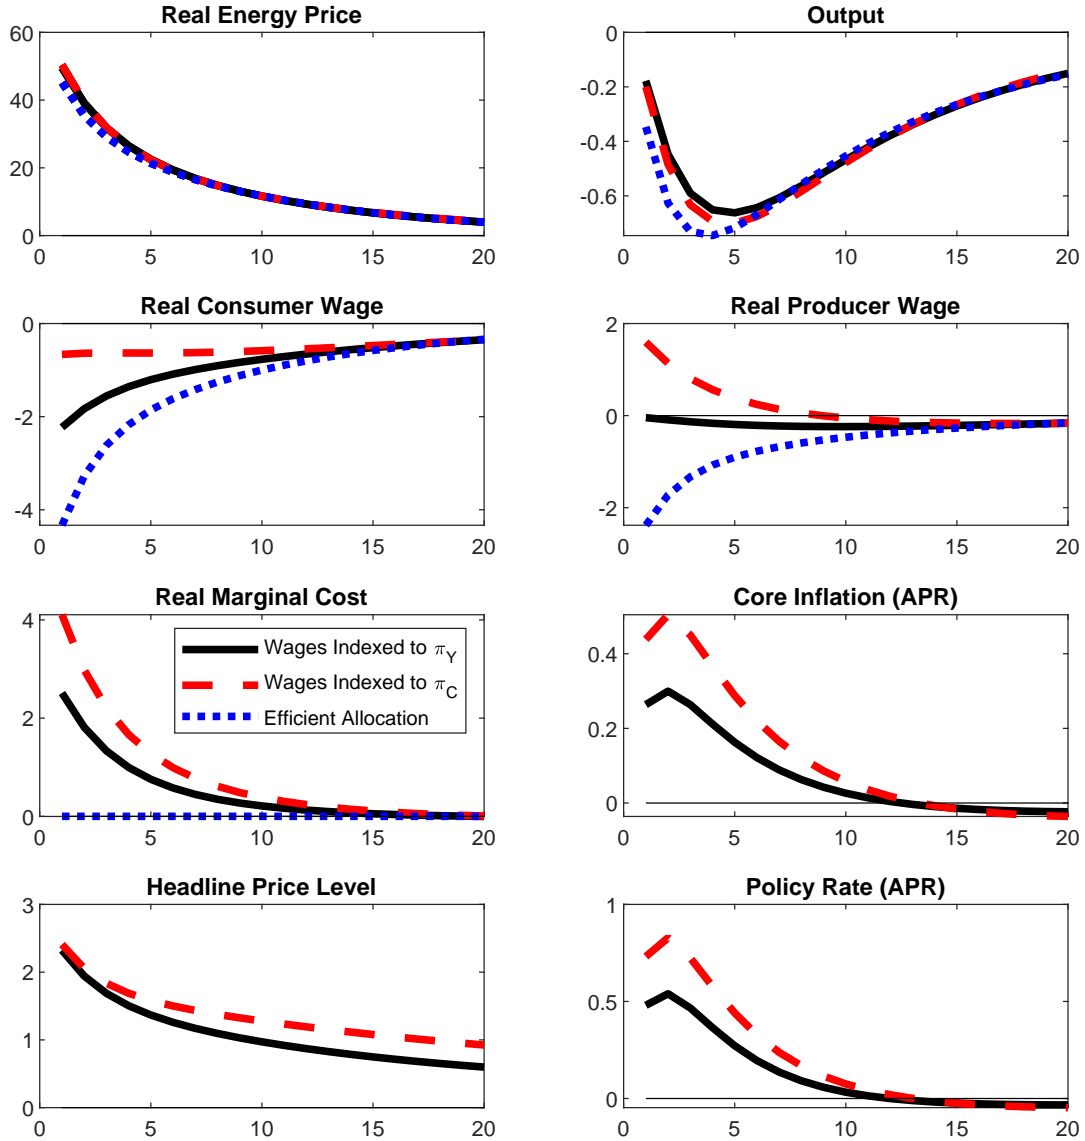 Real Energy Price
60
40
20
0
0 5 10 15 20
Output
0
-0.2
-0.4
-0.6
0 5 10 15 20
Real Consumer Wage
0
-2
-4
0 5 10 15 20
Real Producer Wage
2
0
-2
0 5 10 15 20
Real Marginal Cost
4
2
0
0 5 10 15 20
Wages Indexed to π_Y
Wages Indexed to π_C
Efficient Allocation
Core Inflation (APR)
0.4
0.2
0
0 5 10 15 20
Headline Price Level
3
2
1
0
0 5 10 15 20
Policy Rate (APR)
1
0.5
0
0 5 10 15 20